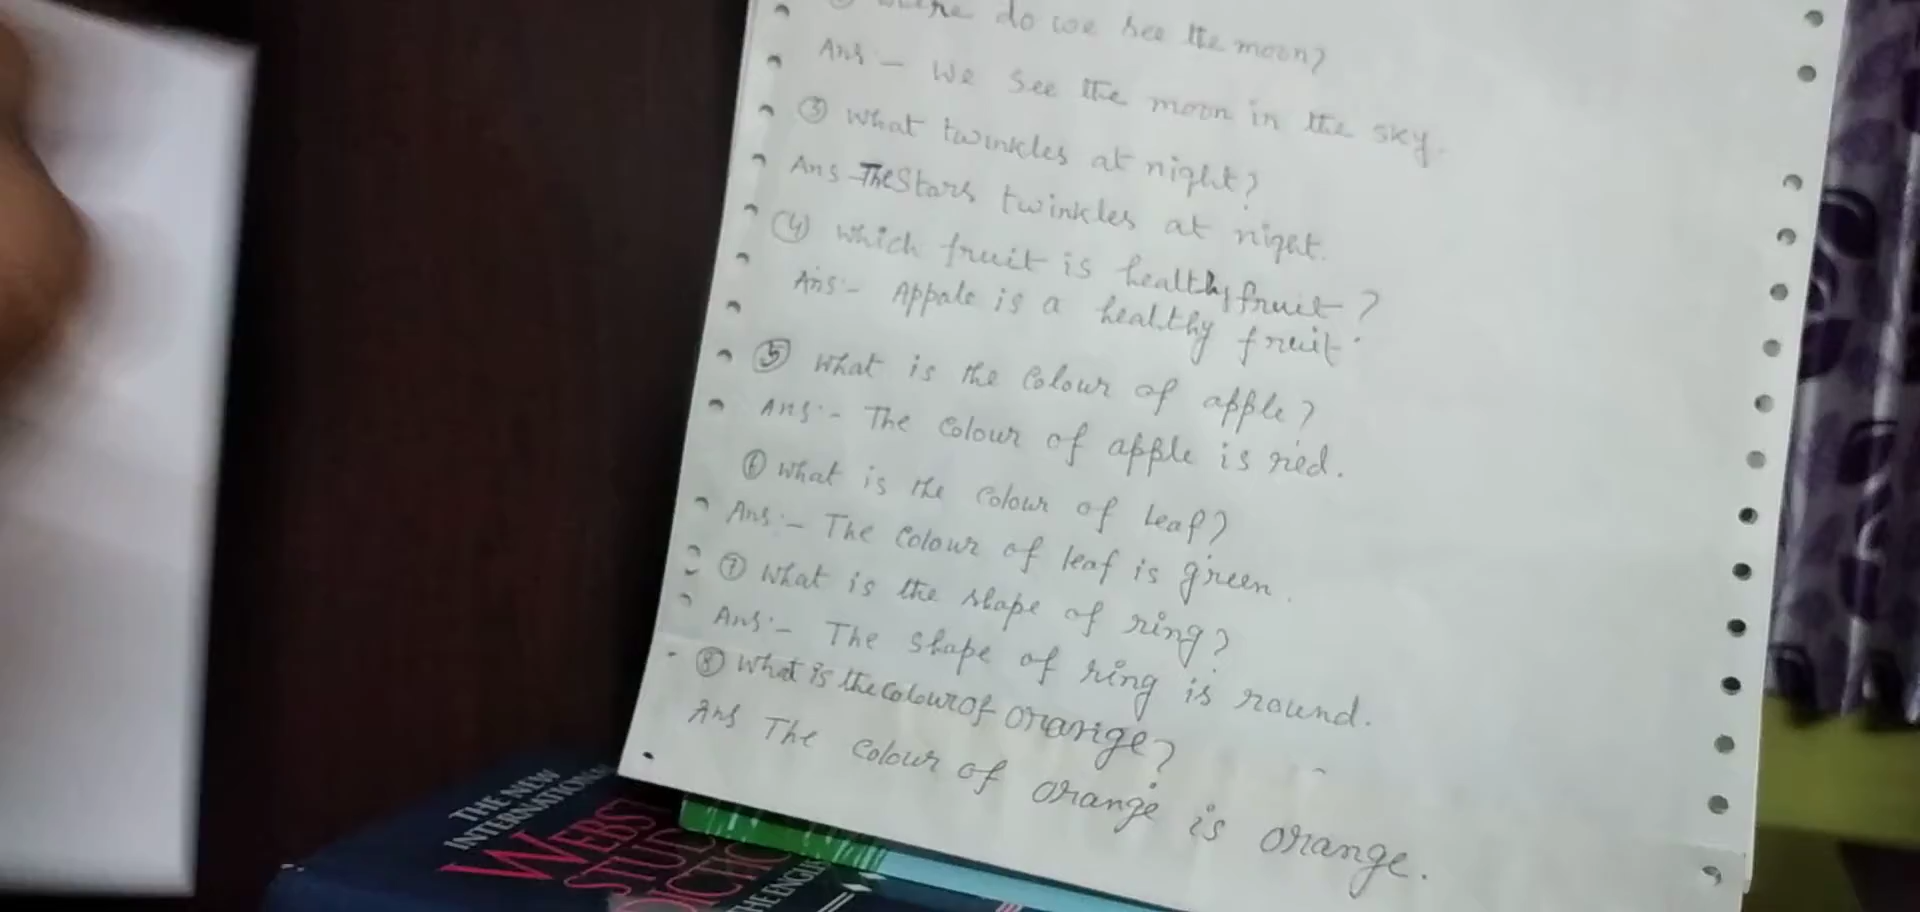 ② Where do we see the moon?
Ans - We see the moon in the sky.
③ What twinkles at night?
Ans The Stars twinkles at night.
④ Which fruit is healthy fruit?
Ans:- Appale is a healthy fruit.
⑤ What is the Colour of apple?
Ans:- The Colour of apple is red.
⑥ What is the Colour of leaf?
Ans:- The Colour of leaf is green.
⑦ What is the shape of ring?
Ans:- The shape of ring is round.
⑧ What is the Colour of orange?
Ans The Colour of orange is orange.
THE NEW
INTERNATIONAL
WEBS
STUD
DICTIO
THE ENGLIS